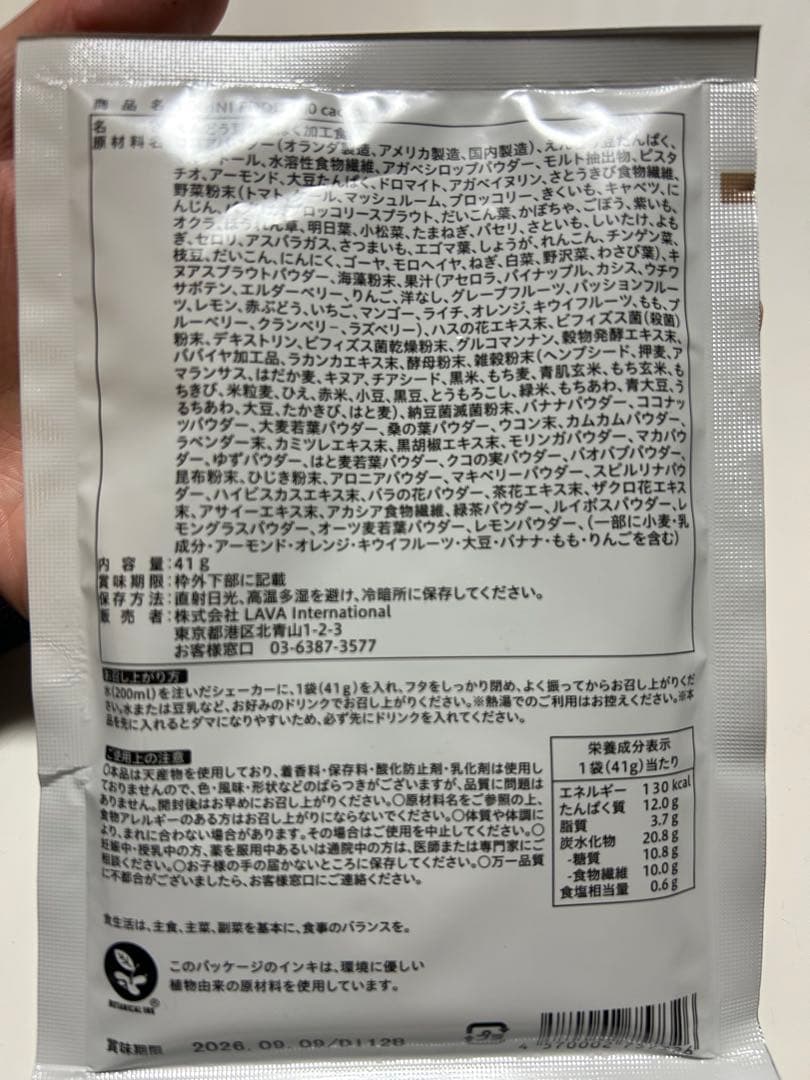 商 品 名
名 加工食
原材料名 (オランダ製造、アメリカ製造、国内製造)、えん たんぱく、
ドール、水溶性食物繊維、アガベシロップパウダー、モルト抽出物、ピスタ
チオ、アーモンド、大豆たんぱく、ドロマイト、アガベイヌリン、さとうきび食物繊維、
野菜粉末(トマト、 ール、マッシュルーム、ブロッコリー、きくいも、キャベツ、に
んじん、 ロッコリースプラウト、だいこん葉、かぼちゃ、ごぼう、紫いも、
オクラ、ほうれん草、明日葉、小松菜、たまねぎ、パセリ、さといも、しいたけ、よも
ぎ、セロリ、アスパラガス、さつまいも、エゴマ葉、しょうが、れんこん、チンゲン菜、
枝豆、だいこん、にんにく、ゴーヤ、モロヘイヤ、ねぎ、白菜、野沢菜、わさび葉)、キ
ヌアスプラウトパウダー、海藻粉末、果汁(アセロラ、パイナップル、カシス、ウチワ
サボテン、エルダーベリー、りんご、洋なし、グレープフルーツ、パッションフルー
ツ、レモン、赤ぶどう、いちご、マンゴー、ライチ、オレンジ、キウイフルーツ、もも、ブ
ルーベリー、クランベリー、ラズベリー)、ハスの花エキス末、ビフィズス菌(殺菌)
粉末、デキストリン、ビフィズス菌乾燥粉末、グルコマンナン、穀物発酵エキス末、
パパイヤ加工品、ラカンカエキス末、酵母粉末、雑穀粉末(ヘンプシード、押麦、ア
マランサス、はだか麦、キヌア、チアシード、黒米、もち麦、青肌玄米、もち玄米、も
ちきび、米粒麦、ひえ、赤米、小豆、黒豆、とうもろこし、緑米、もちあわ、青大豆、う
るちあわ、大豆、たかきび、はと麦)、納豆菌滅菌粉末、バナナパウダー、ココナッ
ツパウダー、大麦若葉パウダー、桑の葉パウダー、ウコン末、カムカムパウダー、
ラベンダー末、カミツレエキス末、黒胡椒エキス末、モリンガパウダー、マカパウ
ダー、ゆずパウダー、はと麦若葉パウダー、クコの実パウダー、バオバブパウダー、
昆布粉末、ひじき粉末、アロニアパウダー、マキベリーパウダー、スピルリナパウ
ダー、ハイビスカスエキス末、バラの花パウダー、茶花エキス末、ザクロ花エキス
末、アサイーエキス末、アカシア食物繊維、緑茶パウダー、ルイボスパウダー、レ
モングラスパウダー、オーツ麦若葉パウダー、レモンパウダー、(一部に小麦・乳
成分・アーモンド・オレンジ・キウイフルーツ・大豆・バナナ・もも・りんごを含む)
内 容 量:41g
賞味期限:枠外下部に記載
保存方法:直射日光、高温多湿を避け、冷暗所に保存してください。
販 売 者:株式会社 LAVA International
東京都港区北青山1-2-3
お客様窓口 03-6387-3577
お召し上がり方
水(200mL)を注いだシェーカーに、1袋(41g)を入れ、フタをしっかり閉め、よく振ってからお召し上がりくだ
さい。水または豆乳など、お好みのドリンクでお召し上がりください。※熱湯でのご利用はお控えください。※本
品を先に入れるとダマになりやすいため、必ず先にドリンクを入れてください。
ご使用上の注意
〇本品は天産物を使用しており、着香料・保存料・酸化防止剤・乳化剤は使用し
ておりませんので、色・風味・形状などのばらつきがございますが、品質に問題は
ありません。開封後はお早めにお召し上がりください。〇原材料名をご参照の上、
食物アレルギーのある方はお召し上がりにならないでください。〇体質や体調に
より、まれに合わない場合があります。その場合はご使用を中止してください。〇
妊娠中・授乳中の方、薬を服用中あるいは通院中の方は、医師または専門家にご
相談ください。〇お子様の手の届かないところに保存してください。〇万一品質
に不都合がございましたら、お客様窓口にご連絡ください。
栄養成分表示
1袋(41g)当たり
エネルギー 130kcal
たんぱく質 12.0g
脂質 3.7g
炭水化物 20.8g
-糖質 10.8g
-食物繊維 10.0g
食塩相当量 0.6g
食生活は、主食、主菜、副菜を基本に、食事のバランスを。
BOTANICAL INK
このパッケージのインキは、環境に優しい
植物由来の原材料を使用しています。
賞味期限 2026.09.09/DI12B